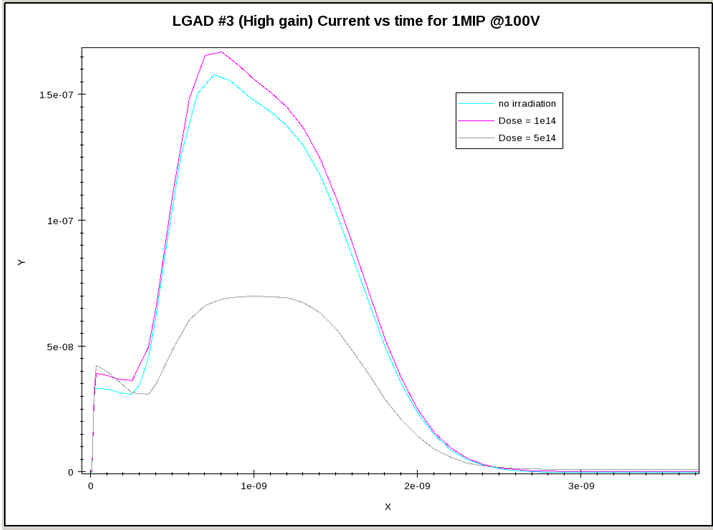 LGAD #3 (High gain) Current vs time for 1MIP @100V
1.5e-07
no irradiation
Dose = 1e14
Dose = 5e14
1e-07
Y
5e-08
0
0 1e-09 2e-09 3e-09
X